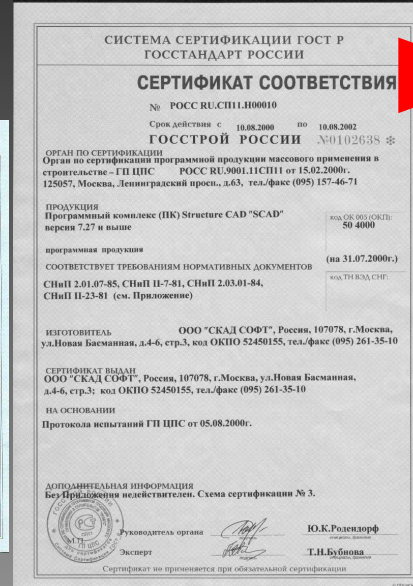 СИСТЕМА СЕРТИФИКАЦИИ ГОСТ Р
ГОССТАНДАРТ РОССИИ
СЕРТИФИКАТ СООТВЕТСТВИЯ
№ РОСС RU.СП11.Н00010
Срок действия с 10.08.2000 по 10.08.2002
ГОССТРОЙ РОССИИ №0102638 ✻
ОРГАН ПО СЕРТИФИКАЦИИ
Орган по сертификации программной продукции массового применения в
строительстве – ГП ЦПС РОСС RU.9001.11СП11 от 15.02.2000г.
125057, Москва, Ленинградский просп., д.63, тел./факс (095) 157-46-71
ПРОДУКЦИЯ
Программный комплекс (ПК) Structure CAD "SCAD"
версия 7.27 и выше
код ОК 005 (ОКП):
50 4000
программная продукция
(на 31.07.2000г.)
СООТВЕТСТВУЕТ ТРЕБОВАНИЯМ НОРМАТИВНЫХ ДОКУМЕНТОВ
код ТН ВЭД СНГ:
СНиП 2.01.07-85, СНиП II-7-81, СНиП 2.03.01-84,
СНиП II-23-81 (см. Приложение)
ИЗГОТОВИТЕЛЬ ООО "СКАД СОФТ", Россия, 107078, г.Москва,
ул.Новая Басманная, д.4-6, стр.3, код ОКПО 52450155, тел./факс (095) 261-35-10
СЕРТИФИКАТ ВЫДАН
ООО "СКАД СОФТ", Россия, 107078, г.Москва, ул.Новая Басманная,
д.4-6, стр.3; код ОКПО 52450155, тел./факс (095) 261-35-10
НА ОСНОВАНИИ
Протокола испытаний ГП ЦПС от 05.08.2000г.
ДОПОЛНИТЕЛЬНАЯ ИНФОРМАЦИЯ
Без Приложения недействителен. Схема сертификации № 3.
Руководитель органа Ю.К.Родендорф
М.П.
Эксперт Т.Н.Бубнова
Сертификат не применяется при обязательной сертификации